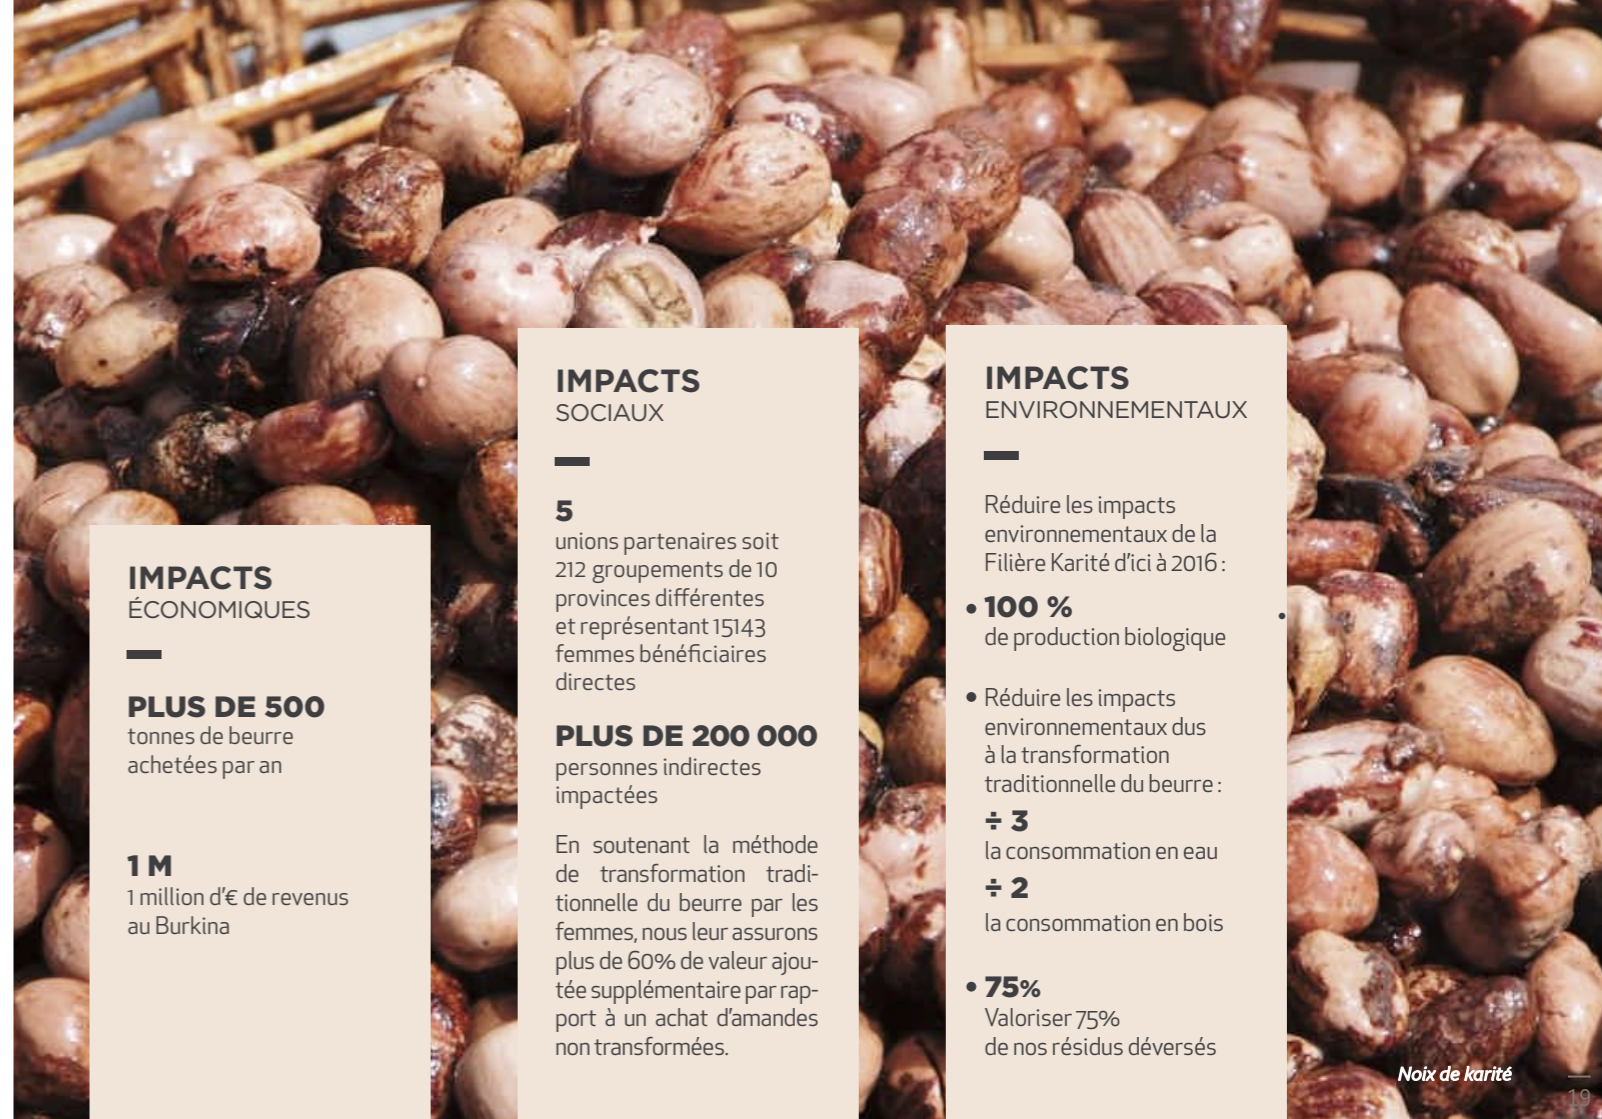 IMPACTS
ÉCONOMIQUES
PLUS DE 500
tonnes de beurre
achetées par an
1 M
1 million d’€ de revenus
au Burkina
IMPACTS
SOCIAUX
5
unions partenaires soit
212 groupements de 10
provinces différentes
et représentant 15143
femmes bénéficiaires
directes
PLUS DE 200 000
personnes indirectes
impactées
En soutenant la méthode
de transformation tradi-
tionnelle du beurre par les
femmes, nous leur assurons
plus de 60% de valeur ajou-
tée supplémentaire par rap-
port à un achat d’amandes
non transformées.
IMPACTS
ENVIRONNEMENTAUX
Réduire les impacts
environnementaux de la
Filière Karité d’ici à 2016 :
• 100 %
de production biologique
• Réduire les impacts
environnementaux dus
à la transformation
traditionnelle du beurre :
÷ 3
la consommation en eau
÷ 2
la consommation en bois
• 75%
Valoriser 75%
de nos résidus déversés
Noix de karité
19